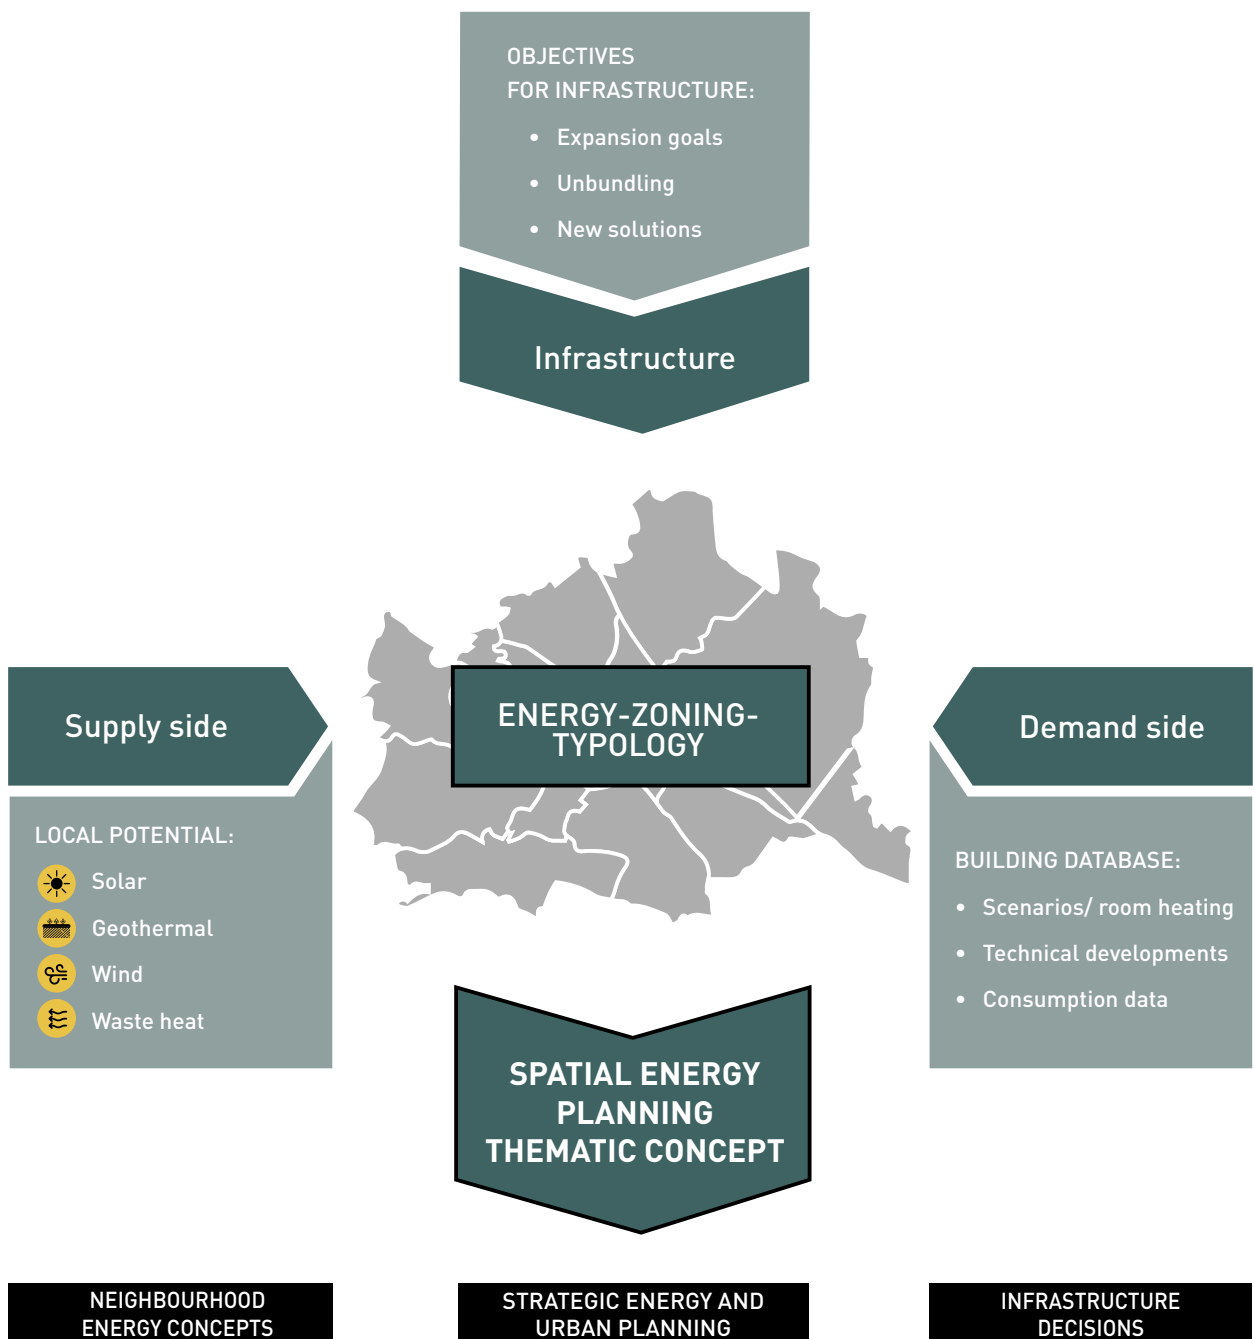 OBJECTIVES
FOR INFRASTRUCTURE:
• Expansion goals
• Unbundling
• New solutions
Infrastructure
Supply side
LOCAL POTENTIAL:
Solar
Geothermal
Wind
Waste heat
ENERGY-ZONING-
TYPOLOGY
Demand side
BUILDING DATABASE:
• Scenarios/ room heating
• Technical developments
• Consumption data
SPATIAL ENERGY
PLANNING
THEMATIC CONCEPT
NEIGHBOURHOOD
ENERGY CONCEPTS
STRATEGIC ENERGY AND
URBAN PLANNING
INFRASTRUCTURE
DECISIONS